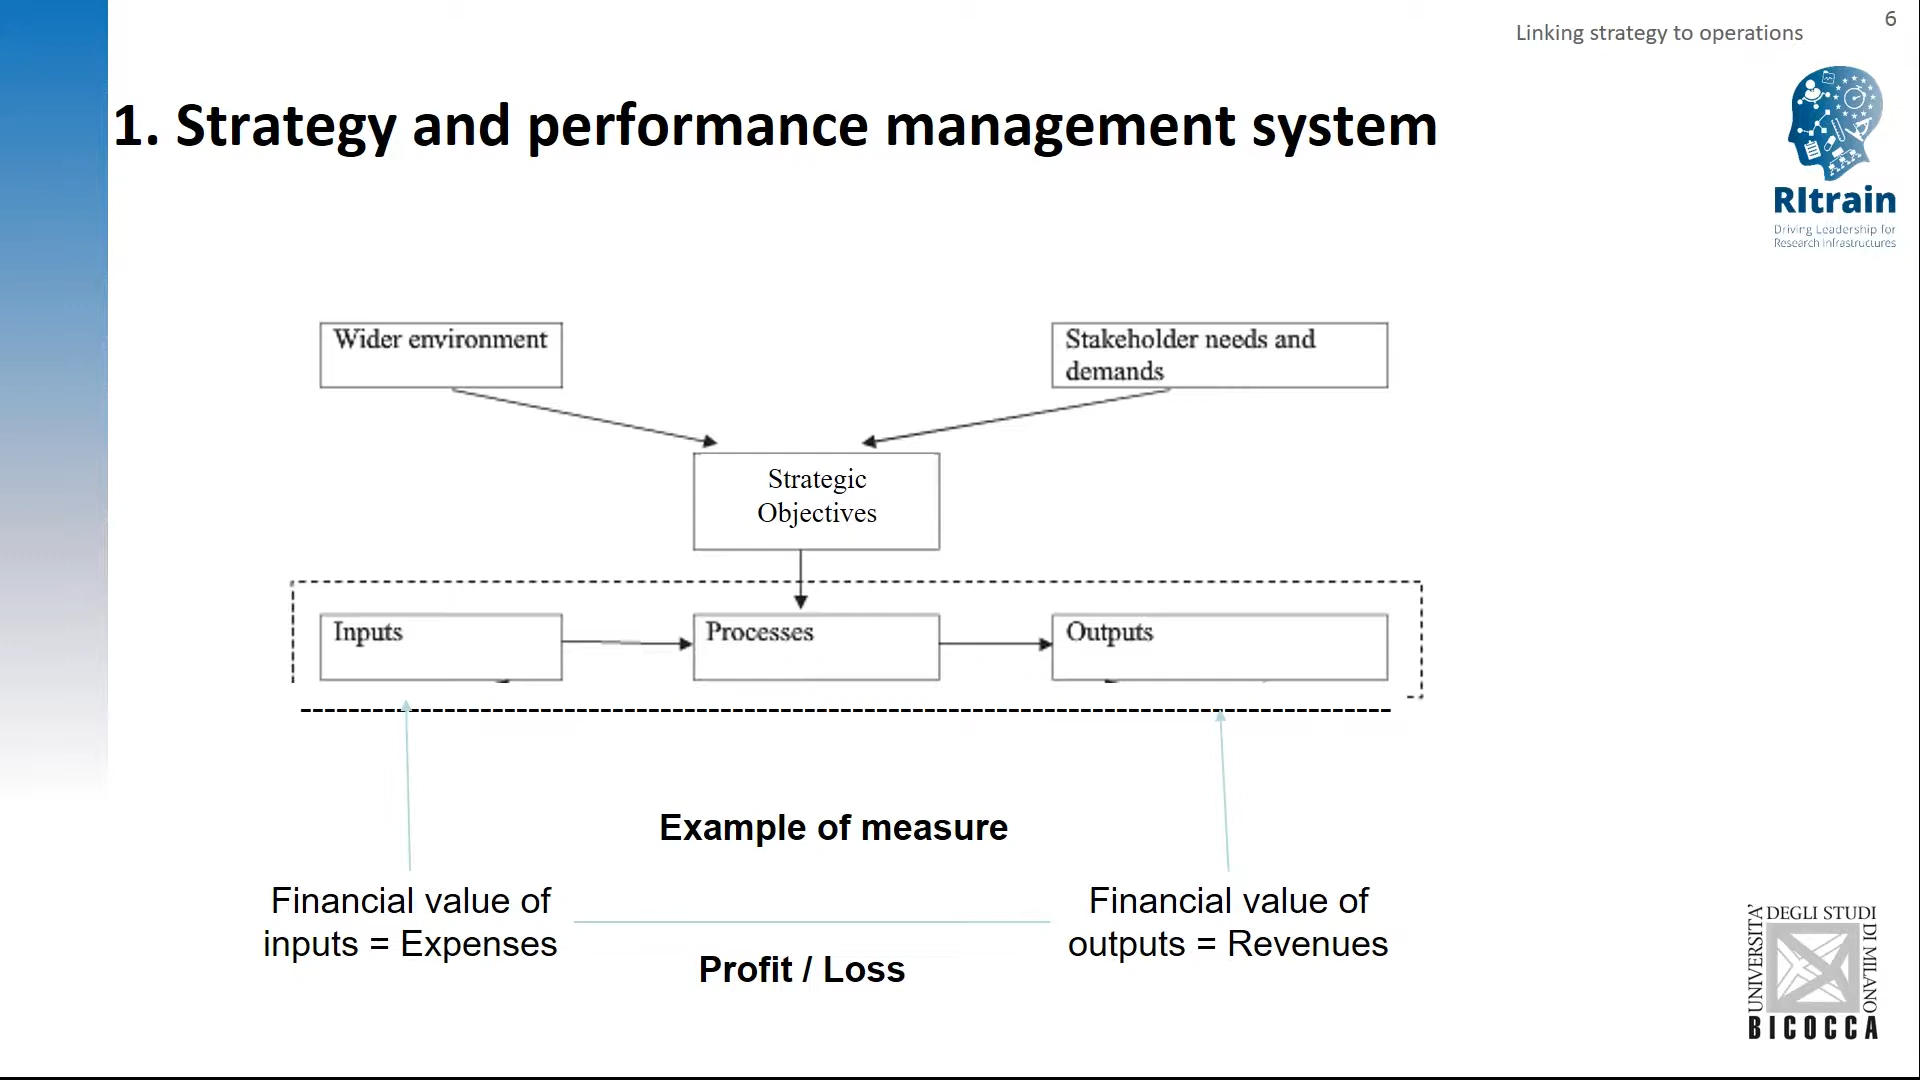 6
Linking strategy to operations
1. Strategy and performance management system
RItrain
Driving Leadership for
Research Infrastructures
Wider environment
Stakeholder needs and
demands
Strategic
Objectives
Inputs
Processes
Outputs
Example of measure
Financial value of
inputs = Expenses
Financial value of
outputs = Revenues
Profit / Loss
UNIVERSITA'
DEGLI STUDI
DI MILANO
BICOCCA